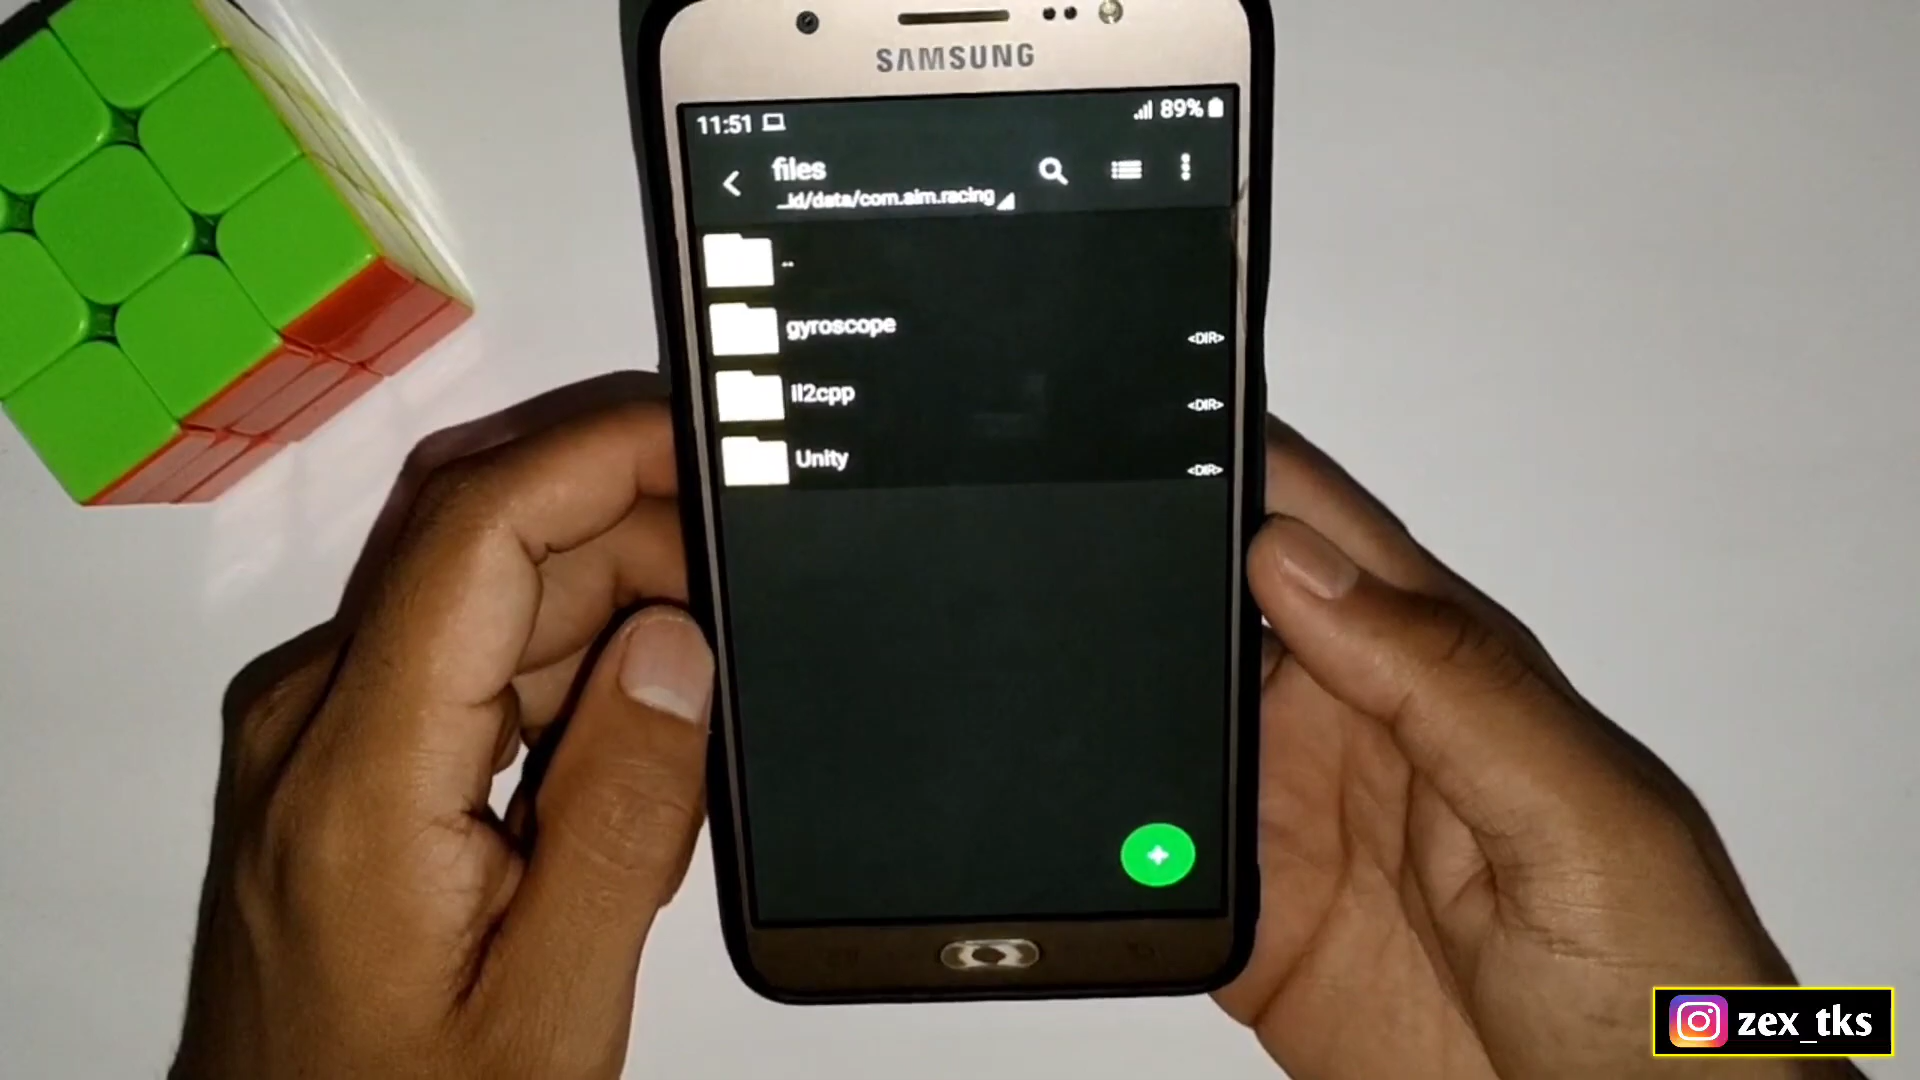 SAMSUNG
11:51
89%
files
_id/data/com.aim.racing
..
gyroscope
<DIR>
il2cpp
<DIR>
Unity
<DIR>
zex_tks